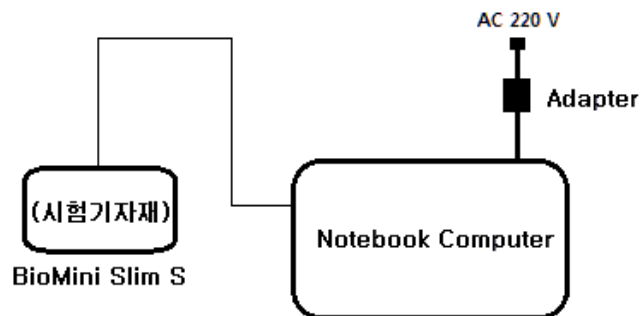 AC 220 V
Adapter
(시험기자재)
Notebook Computer
BioMini Slim S